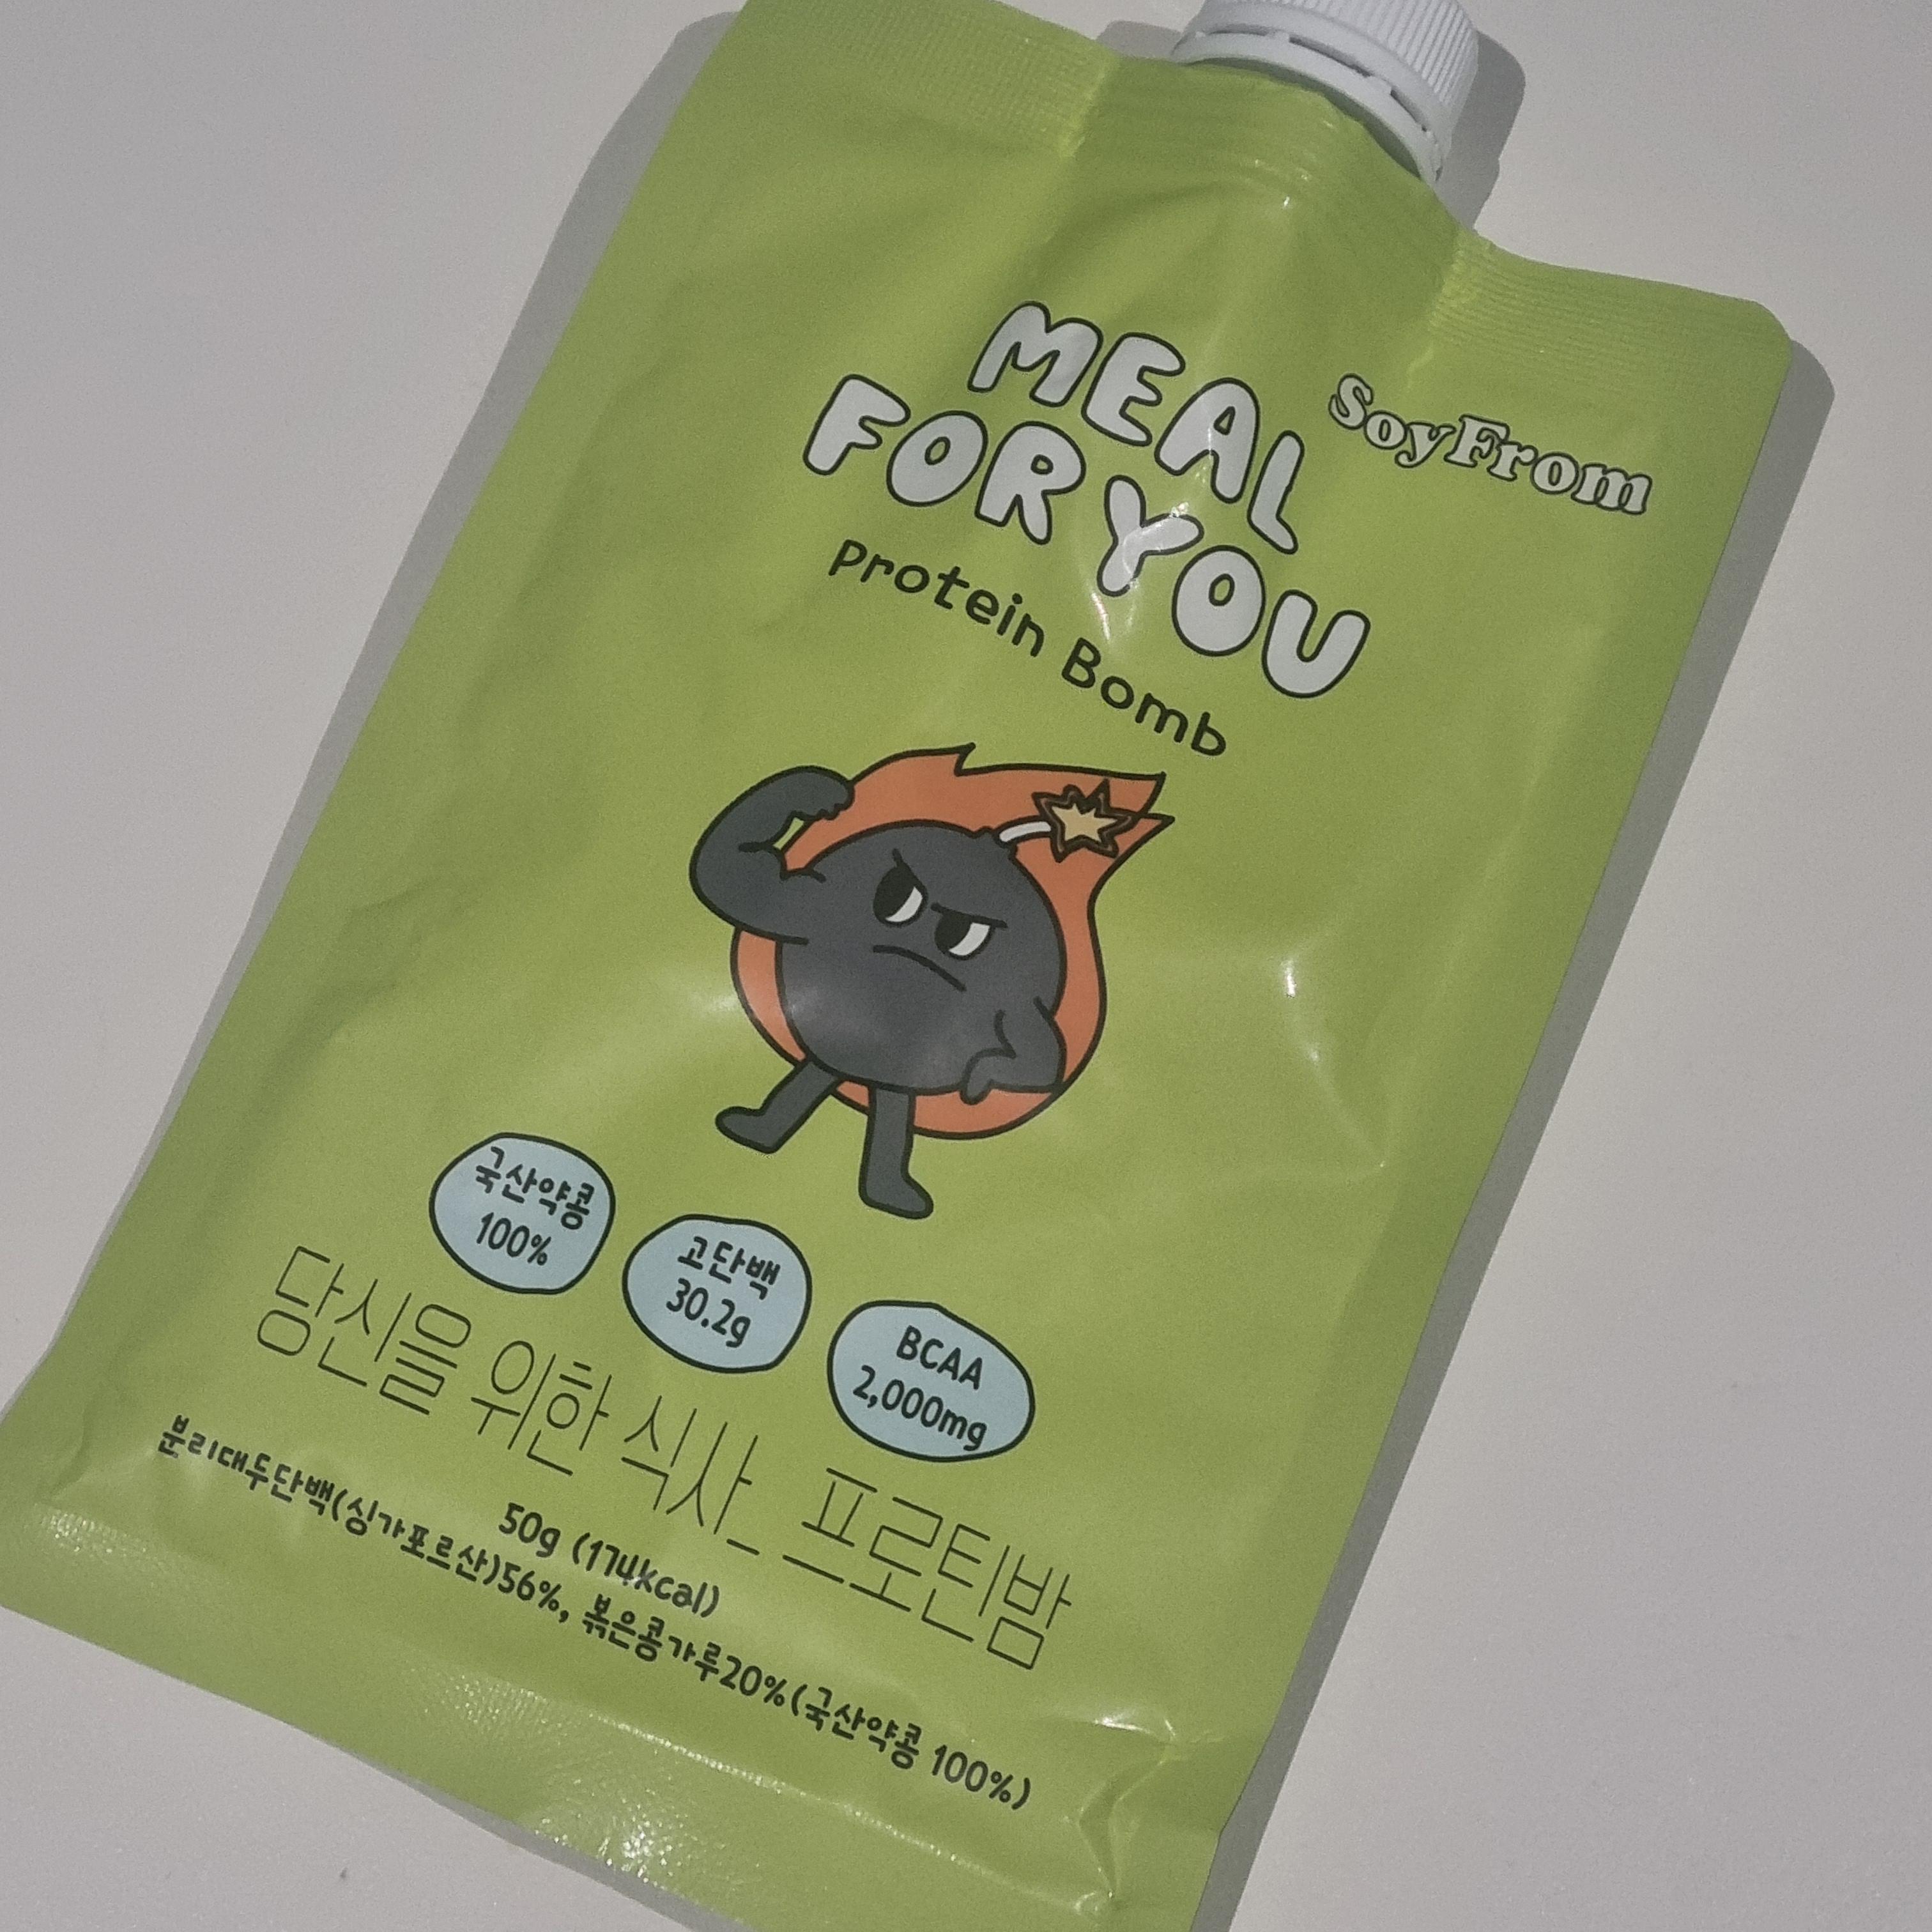 MEAL
FOR YOU
SoyFrom
Protein Bomb
국산약콩
100%
고단백
30.2g
BCAA
2,000mg
당신을 위한 식사_ 프로틴밤
50g (174kcal)
분리대두단백(싱가포르산)56%, 볶은콩가루20%(국산약콩 100%)